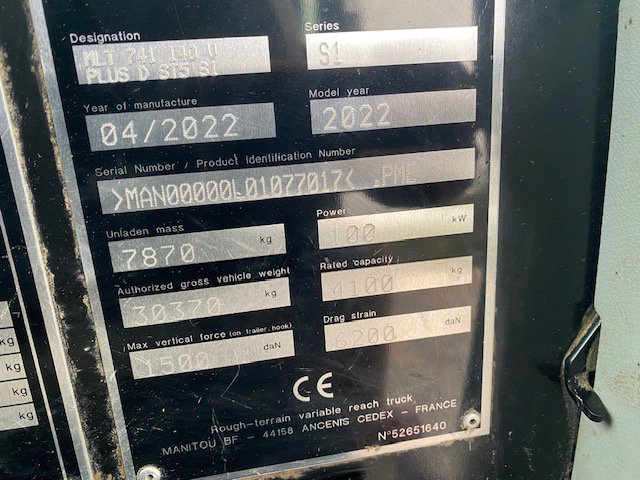 Designation
Series
MLT 741 140 V
PLUS D ST5 S1
S1
Year of manufacture
Model year
04/2022
2022
Serial Number / Product Identification Number
>MAN00000L01077017< .PME
Unladen mass
Power
7870 kg
100 kW
Authorized gross vehicle weight
Rated capacity
30370 kg
4100 kg
Max vertical force (on trailer hook)
Drag strain
1500 daN
6200 daN
CE
Rough-terrain variable reach truck
MANITOU BF - 44158 ANCENIS CEDEX - FRANCE
N°52651640
kg
kg
kg
kg